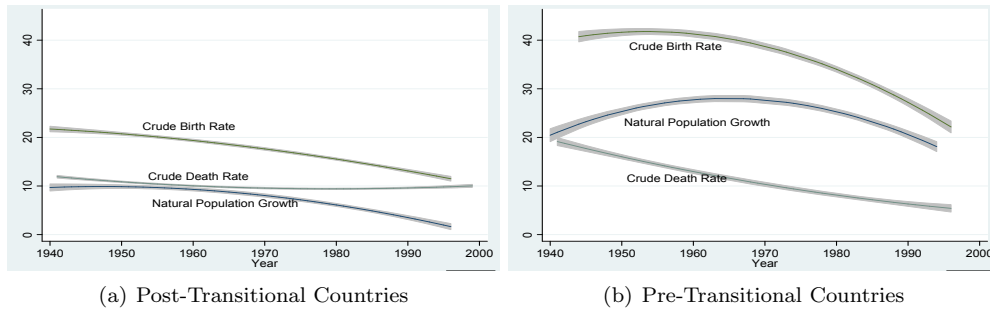 40
30
20
10
0
Crude Birth Rate
Crude Death Rate
Natural Population Growth
1940 1950 1960 1970 1980 1990 2000
Year
(a) Post-Transitional Countries
40
30
20
10
0
Crude Birth Rate
Natural Population Growth
Crude Death Rate
1940 1950 1960 1970 1980 1990 2000
Year
(b) Pre-Transitional Countries